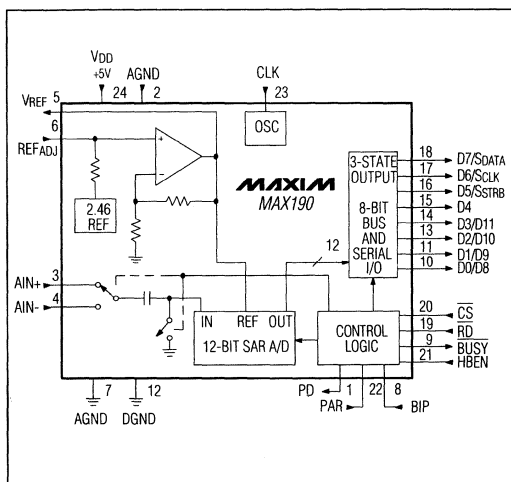 VDD
+5V
AGND
CLK
VREF
5
24
2
23
6
REFADJ
OSC
+
−
2.46
REF
MAXIM
MAX190
3-STATE
OUTPUT
8-BIT
BUS
AND
SERIAL
I/O
18 D7/SDATA
17 D6/SCLK
16 D5/SSTRB
15 D4
14 D3/D11
13 D2/D10
11 D1/D9
10 D0/D8
12
AIN+ 3
AIN- 4
IN REF OUT
12-BIT SAR A/D
CONTROL
LOGIC
20 CS
19 RD
9 BUSY
21 HBEN
7 12
AGND DGND
PD 1 22 8
PAR BIP